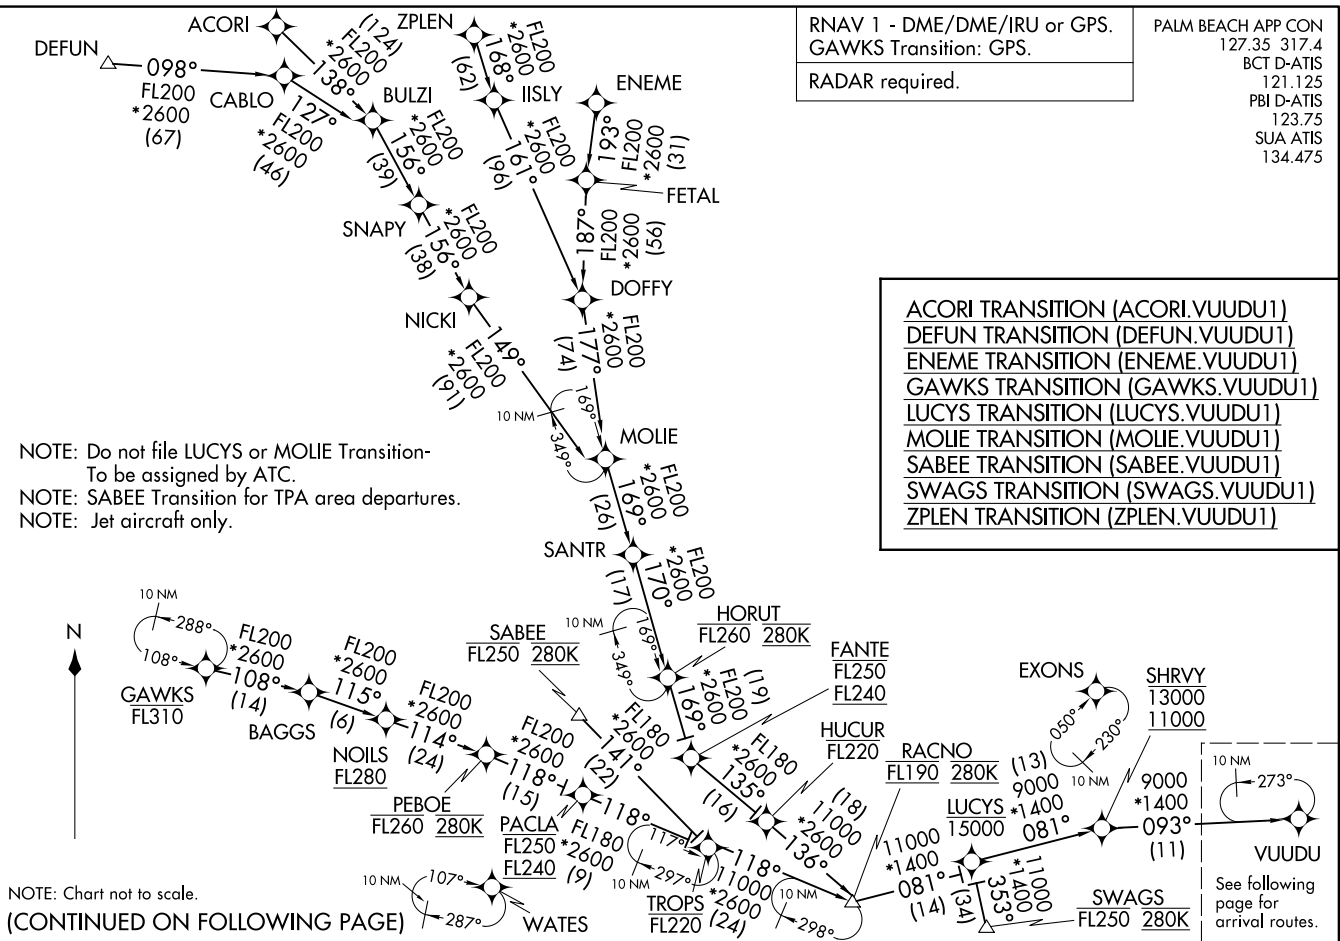 RNAV 1 - DME/DME/IRU or GPS.
GAWKS Transition: GPS.
RADAR required.
PALM BEACH APP CON
127.35 317.4
BCT D-ATIS
121.125
PBI D-ATIS
123.75
SUA ATIS
134.475
DEFUN
098°
FL200
*2600
(67)
ACORI
(124)
FL200
*2600
138°
CABLO
127°
FL200
*2600
(46)
BULZI
FL200
*2600
156°
(39)
SNAPY
FL200
*2600
156°
(38)
NICKI
149°
FL200
*2600
(91)
ZPLEN
FL200
*2600
168°
(62)
IISLY
FL200
*2600
161°
(96)
ENEME
193°
FL200
*2600
(31)
FETAL
187°
FL200
*2600
(56)
DOFFY
FL200
*2600
177°
(74)
10 NM
169°
349°
MOLIE
FL200
*2600
169°
(26)
SANTR
FL200
*2600
170°
(17)
10 NM
169°
349°
HORUT
FL260 280K
(19)
FL200
*2600
169°
FANTE
FL250
FL240
FL180
*2600
135°
(16)
HUCUR
FL220
(18)
11000
*2600
136°
ACORI TRANSITION (ACORI.VUUDU1)
DEFUN TRANSITION (DEFUN.VUUDU1)
ENEME TRANSITION (ENEME.VUUDU1)
GAWKS TRANSITION (GAWKS.VUUDU1)
LUCYS TRANSITION (LUCYS.VUUDU1)
MOLIE TRANSITION (MOLIE.VUUDU1)
SABEE TRANSITION (SABEE.VUUDU1)
SWAGS TRANSITION (SWAGS.VUUDU1)
ZPLEN TRANSITION (ZPLEN.VUUDU1)
NOTE: Do not file LUCYS or MOLIE Transition-
To be assigned by ATC.
NOTE: SABEE Transition for TPA area departures.
NOTE: Jet aircraft only.
N
10 NM
288°
108°
GAWKS
FL310
FL200
*2600
108°
(14)
BAGGS
FL200
*2600
115°
(6)
NOILS
FL280
FL200
*2600
114°
(24)
PEBOE
FL260 280K
FL200
*2600
118°
(15)
PACLA
FL250
FL240
118°
FL180
*2600
(9)
SABEE
FL250 280K
FL180
*2600
141°
(22)
117°
297°
10 NM
TROPS
FL220
118°
11000
*2600
(24)
10 NM
298°
RACNO
FL190 280K
11000
*1400
081°
(14)
LUCYS
15000
(13)
9000
*1400
081°
EXONS
050°
230°
10 NM
SHRVY
13000
11000
9000
*1400
093°
(11)
10 NM
273°
VUUDU
See following
page for
arrival routes.
11000
*1400
353°
(34)
SWAGS
FL250 280K
10 NM
107°
287°
WATES
NOTE: Chart not to scale.
(CONTINUED ON FOLLOWING PAGE)